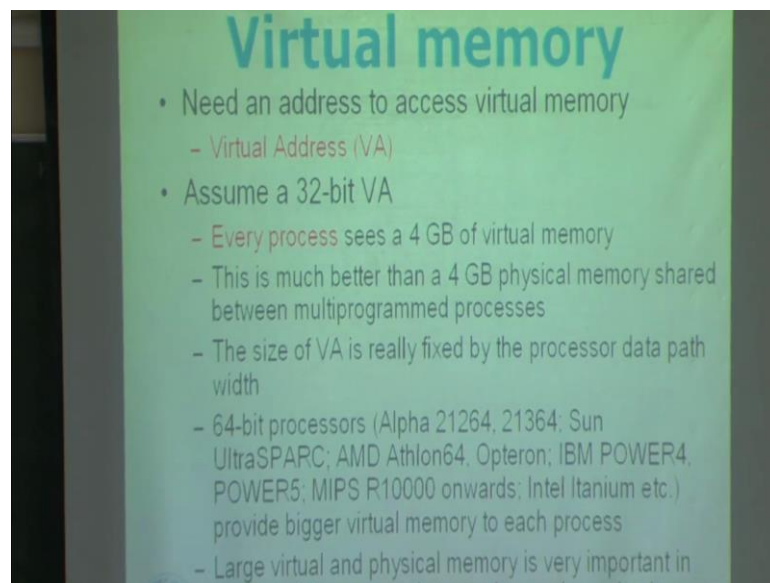 Virtual memory
• Need an address to access virtual memory
– Virtual Address (VA)
• Assume a 32-bit VA
– Every process sees a 4 GB of virtual memory
– This is much better than a 4 GB physical memory shared
between multiprogrammed processes
– The size of VA is really fixed by the processor data path
width
– 64-bit processors (Alpha 21264, 21364; Sun
UltraSPARC; AMD Athlon64, Opteron; IBM POWER4,
POWER5; MIPS R10000 onwards; Intel Itanium etc.)
provide bigger virtual memory to each process
– Large virtual and physical memory is very important in